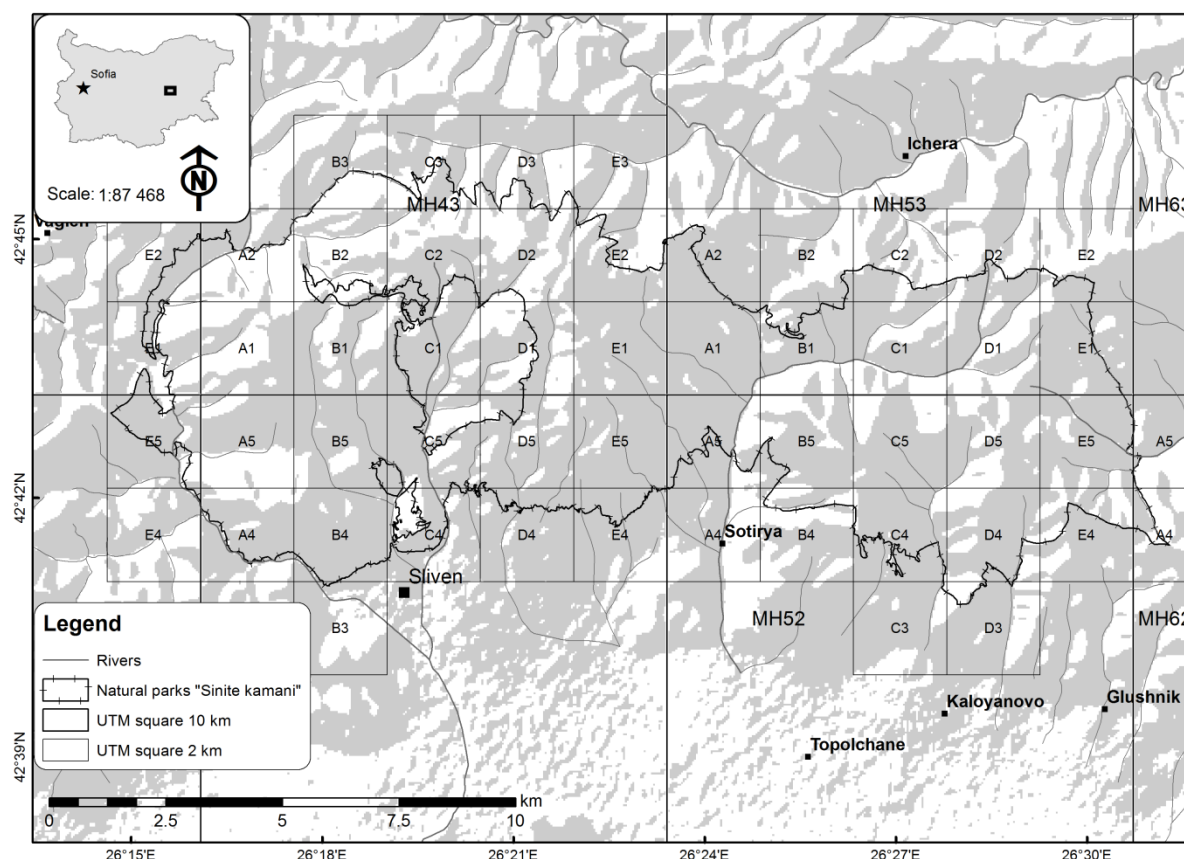 Sofia
N
Scale: 1:87 468
Ichera
B3 C3 D3 E3
MH43 MH53 MH63
42°45'N
E2 A2 B2 C2 D2 E2 A2 B2 C2 D2 E2
E1 A1 B1 C1 D1 E1 A1 B1 C1 D1 E1
E5 A5 B5 C5 D5 E5 A5 B5 C5 D5 E5 A5
42°42'N
E4 A4 B4 C4 D4 E4 A4 Sotirya B4 C4 D4 E4 A4
Sliven
MH52 MH62
B3 C3 D3
Legend
Rivers
Natural parks "Sinite kamani"
UTM square 10 km
UTM square 2 km
Kaloyanovo
Glushnik
Topolchane
42°39'N
km
0 2.5 5 7.5 10
26°15'E 26°18'E 26°21'E 26°24'E 26°27'E 26°30'E